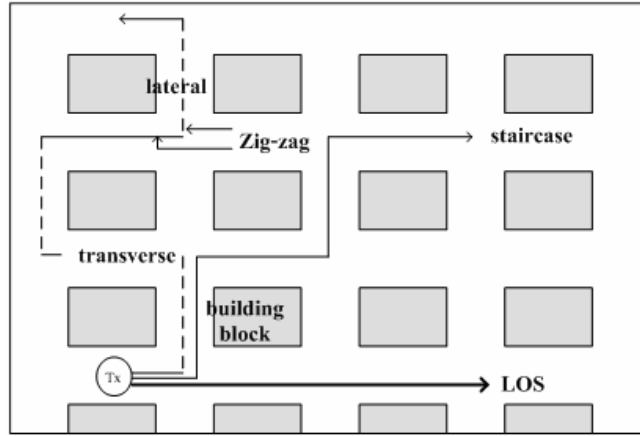 lateral
Zig-zag
staircase
transverse
building
block
Tx
LOS